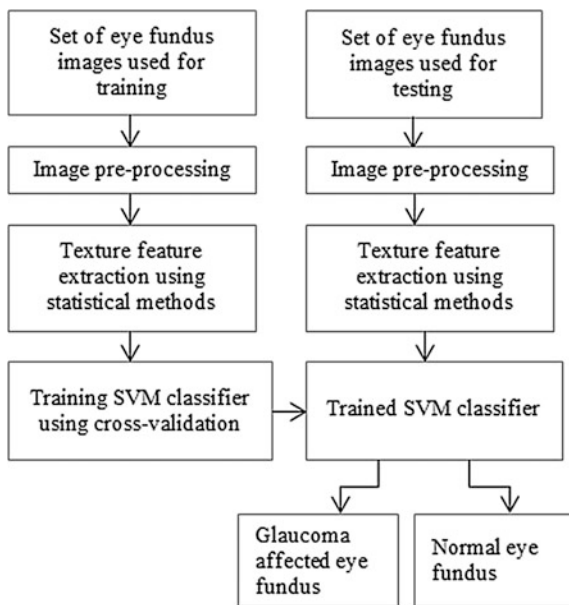 Set of eye fundus
images used for
training
Set of eye fundus
images used for
testing
Image pre-processing
Image pre-processing
Texture feature
extraction using
statistical methods
Texture feature
extraction using
statistical methods
Training SVM classifier
using cross-validation
Trained SVM classifier
Glaucoma
affected eye
fundus
Normal eye
fundus